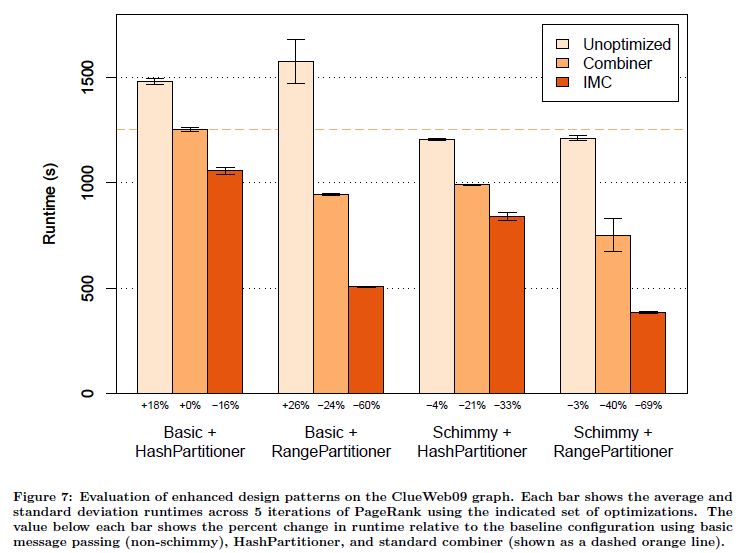 Unoptimized
Combiner
IMC
Runtime (s)
1500
1000
500
0
+18% +0% −16% +26% −24% −60% −4% −21% −33% −3% −40% −69%
Basic + Basic + Schimmy + Schimmy +
HashPartitioner RangePartitioner HashPartitioner RangePartitioner
Figure 7: Evaluation of enhanced design patterns on the ClueWeb09 graph. Each bar shows the average and
standard deviation runtimes across 5 iterations of PageRank using the indicated set of optimizations. The
value below each bar shows the percent change in runtime relative to the baseline configuration using basic
message passing (non-schimmy), HashPartitioner, and standard combiner (shown as a dashed orange line).